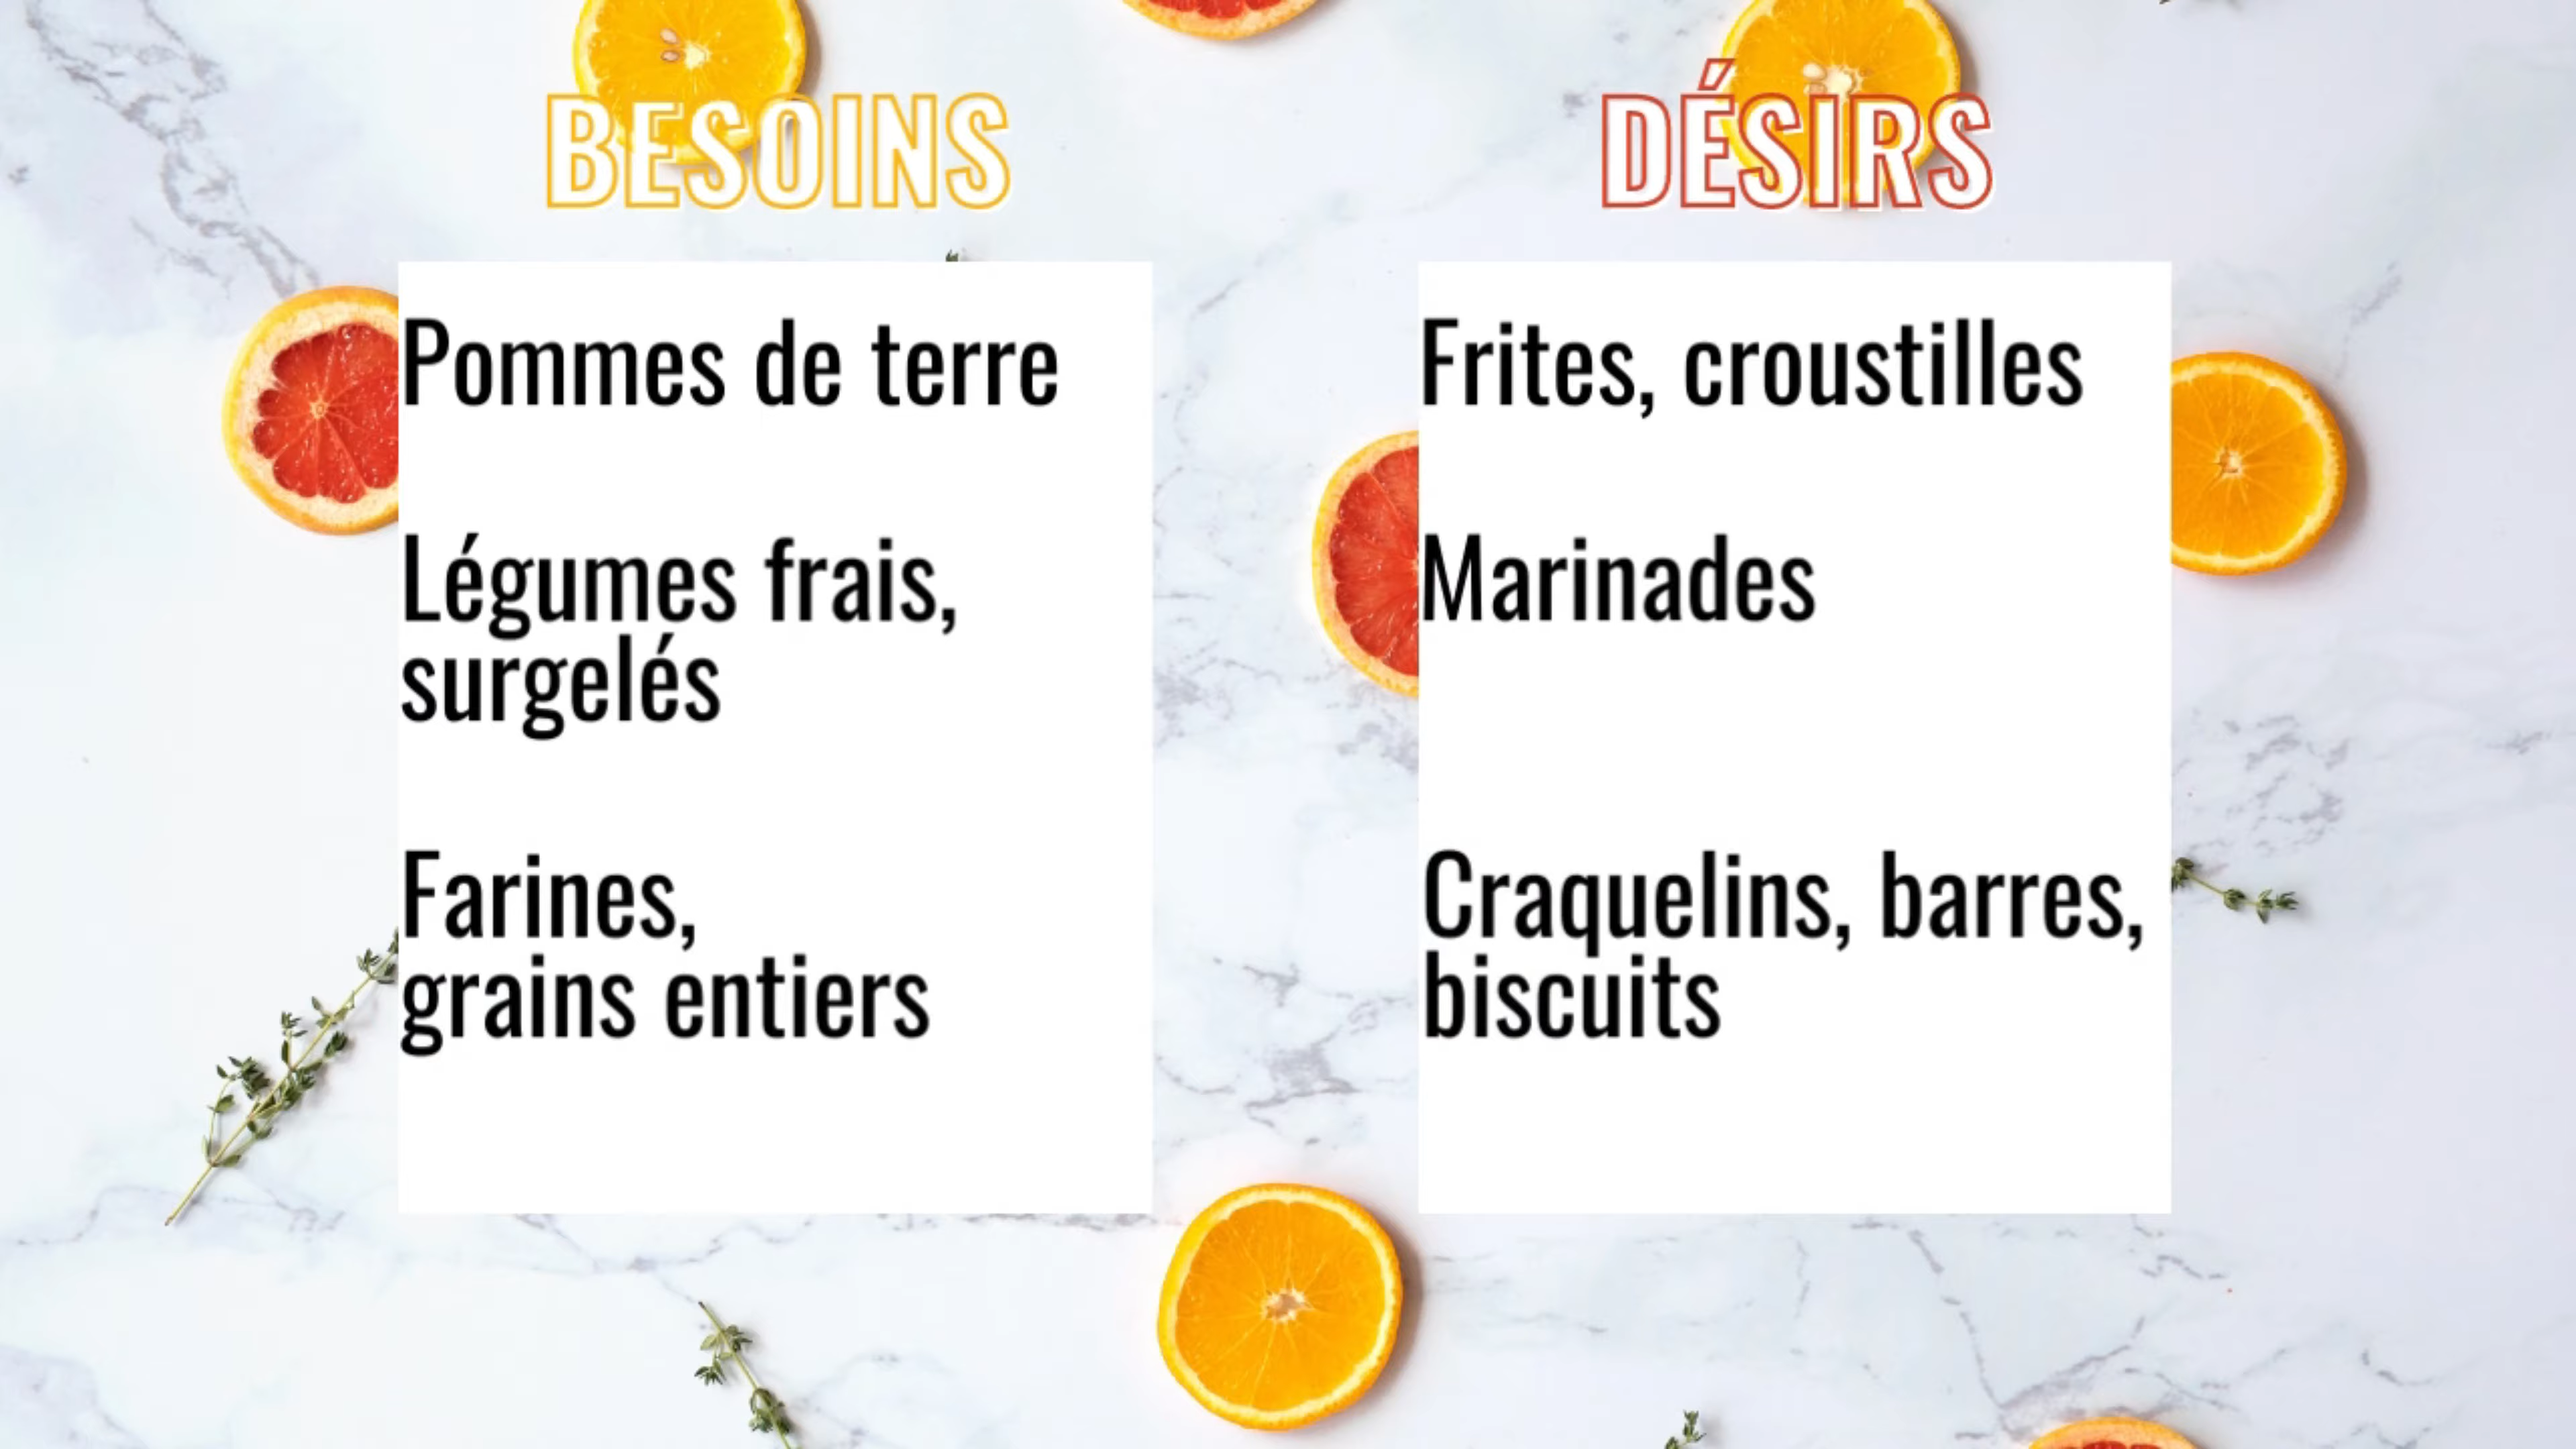 BESOINS
Pommes de terre
Légumes frais,
surgelés
Farines,
grains entiers
DÉSIRS
Frites, croustilles
Marinades
Craquelins, barres,
biscuits